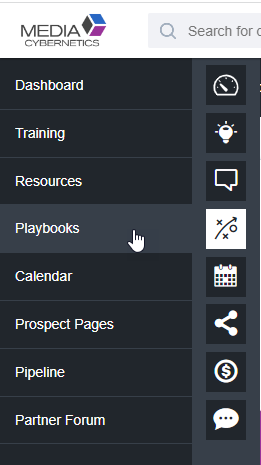 MEDIA
CYBERNETICS
Search for c
Dashboard
Training
Resources
Playbooks
Calendar
Prospect Pages
Pipeline
Partner Forum